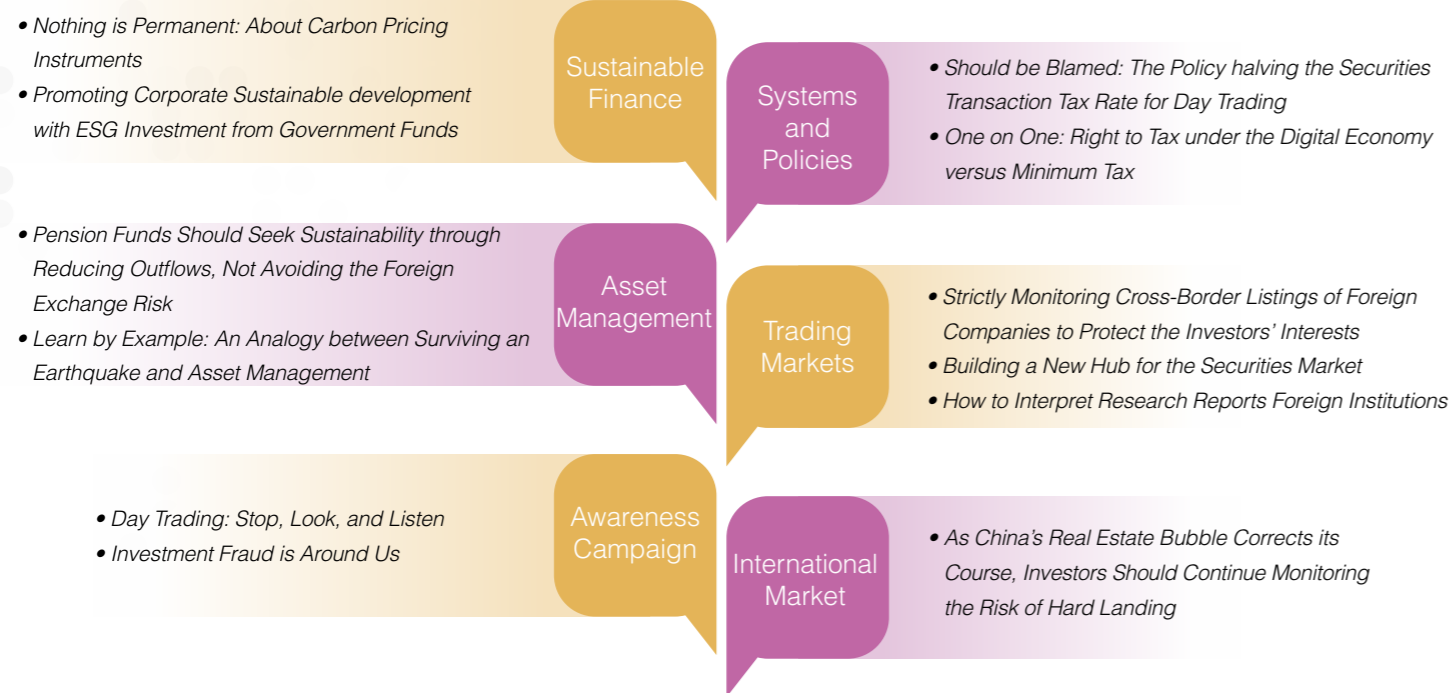 • Nothing is Permanent: About Carbon Pricing
Instruments
• Promoting Corporate Sustainable development
with ESG Investment from Government Funds
Sustainable
Finance
Systems
and
Policies
• Should be Blamed: The Policy halving the Securities
Transaction Tax Rate for Day Trading
• One on One: Right to Tax under the Digital Economy
versus Minimum Tax
• Pension Funds Should Seek Sustainability through
Reducing Outflows, Not Avoiding the Foreign
Exchange Risk
• Learn by Example: An Analogy between Surviving an
Earthquake and Asset Management
Asset
Management
Trading
Markets
• Strictly Monitoring Cross-Border Listings of Foreign
Companies to Protect the Investors’ Interests
• Building a New Hub for the Securities Market
• How to Interpret Research Reports Foreign Institutions
• Day Trading: Stop, Look, and Listen
• Investment Fraud is Around Us
Awareness
Campaign
International
Market
• As China’s Real Estate Bubble Corrects its
Course, Investors Should Continue Monitoring
the Risk of Hard Landing